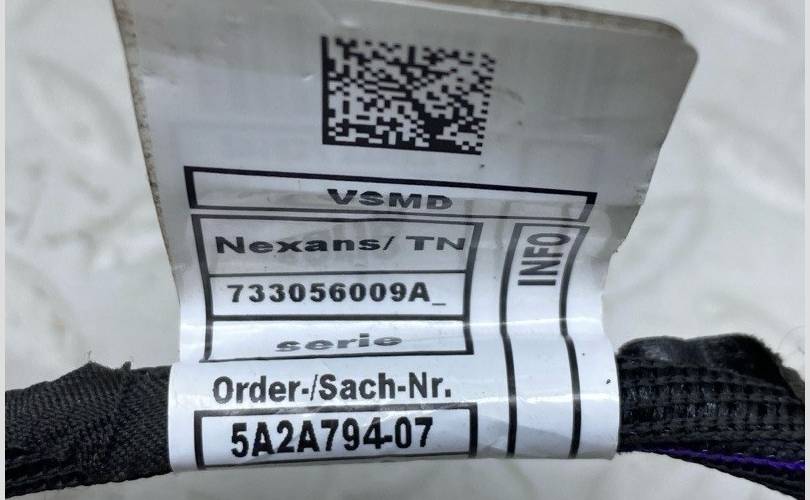 VSMD
Nexans/ TN
INFO
733056009A_
serie
Order-/Sach-Nr.
5A2A794-07